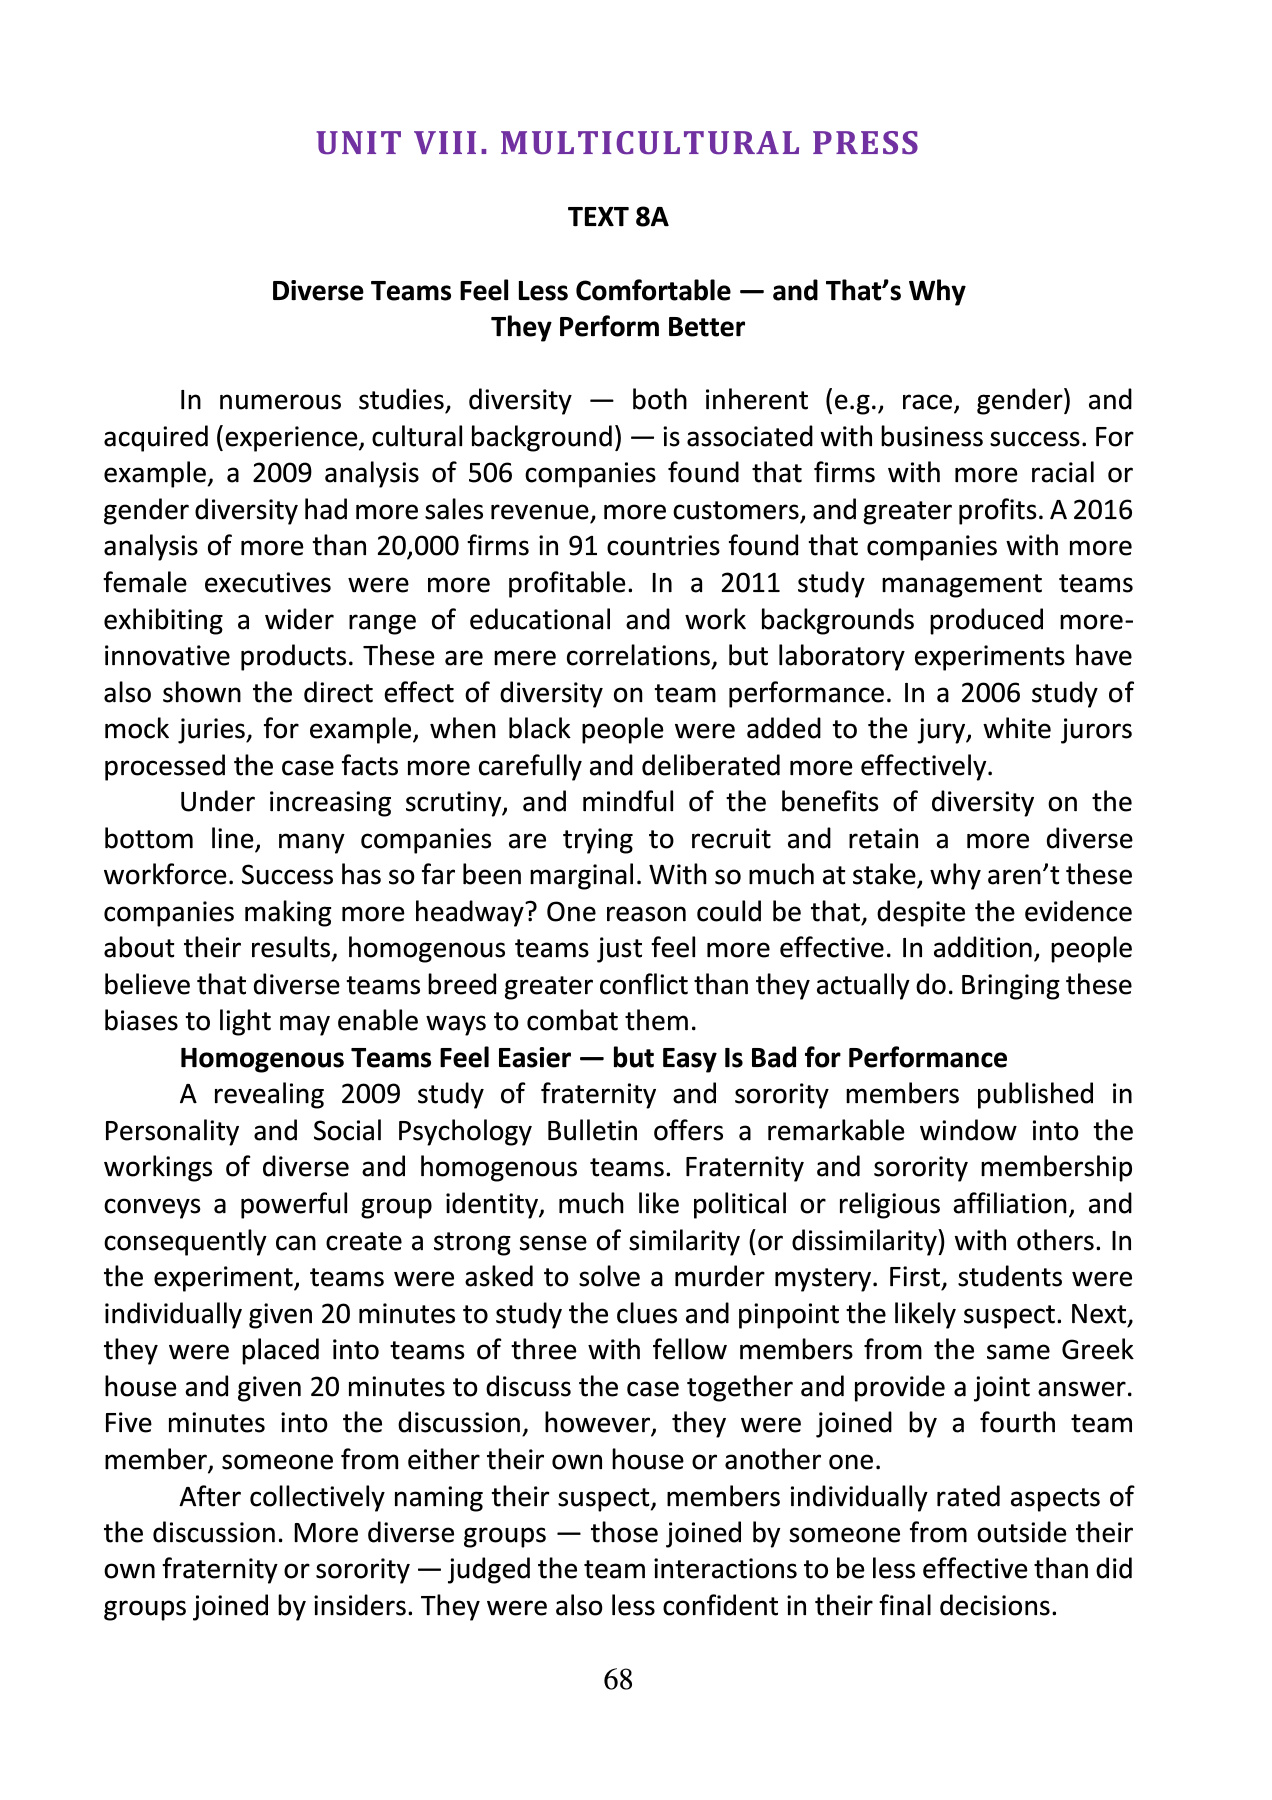 UNIT VIII. MULTICULTURAL PRESS
TEXT 8A
Diverse Teams Feel Less Comfortable — and That’s Why
They Perform Better
In numerous studies, diversity — both inherent (e.g., race, gender) and
acquired (experience, cultural background) — is associated with business success. For
example, a 2009 analysis of 506 companies found that firms with more racial or
gender diversity had more sales revenue, more customers, and greater profits. A 2016
analysis of more than 20,000 firms in 91 countries found that companies with more
female executives were more profitable. In a 2011 study management teams
exhibiting a wider range of educational and work backgrounds produced more-
innovative products. These are mere correlations, but laboratory experiments have
also shown the direct effect of diversity on team performance. In a 2006 study of
mock juries, for example, when black people were added to the jury, white jurors
processed the case facts more carefully and deliberated more effectively.
Under increasing scrutiny, and mindful of the benefits of diversity on the
bottom line, many companies are trying to recruit and retain a more diverse
workforce. Success has so far been marginal. With so much at stake, why aren’t these
companies making more headway? One reason could be that, despite the evidence
about their results, homogenous teams just feel more effective. In addition, people
believe that diverse teams breed greater conflict than they actually do. Bringing these
biases to light may enable ways to combat them.
Homogenous Teams Feel Easier — but Easy Is Bad for Performance
A revealing 2009 study of fraternity and sorority members published in
Personality and Social Psychology Bulletin offers a remarkable window into the
workings of diverse and homogenous teams. Fraternity and sorority membership
conveys a powerful group identity, much like political or religious affiliation, and
consequently can create a strong sense of similarity (or dissimilarity) with others. In
the experiment, teams were asked to solve a murder mystery. First, students were
individually given 20 minutes to study the clues and pinpoint the likely suspect. Next,
they were placed into teams of three with fellow members from the same Greek
house and given 20 minutes to discuss the case together and provide a joint answer.
Five minutes into the discussion, however, they were joined by a fourth team
member, someone from either their own house or another one.
After collectively naming their suspect, members individually rated aspects of
the discussion. More diverse groups — those joined by someone from outside their
own fraternity or sorority — judged the team interactions to be less effective than did
groups joined by insiders. They were also less confident in their final decisions.
68